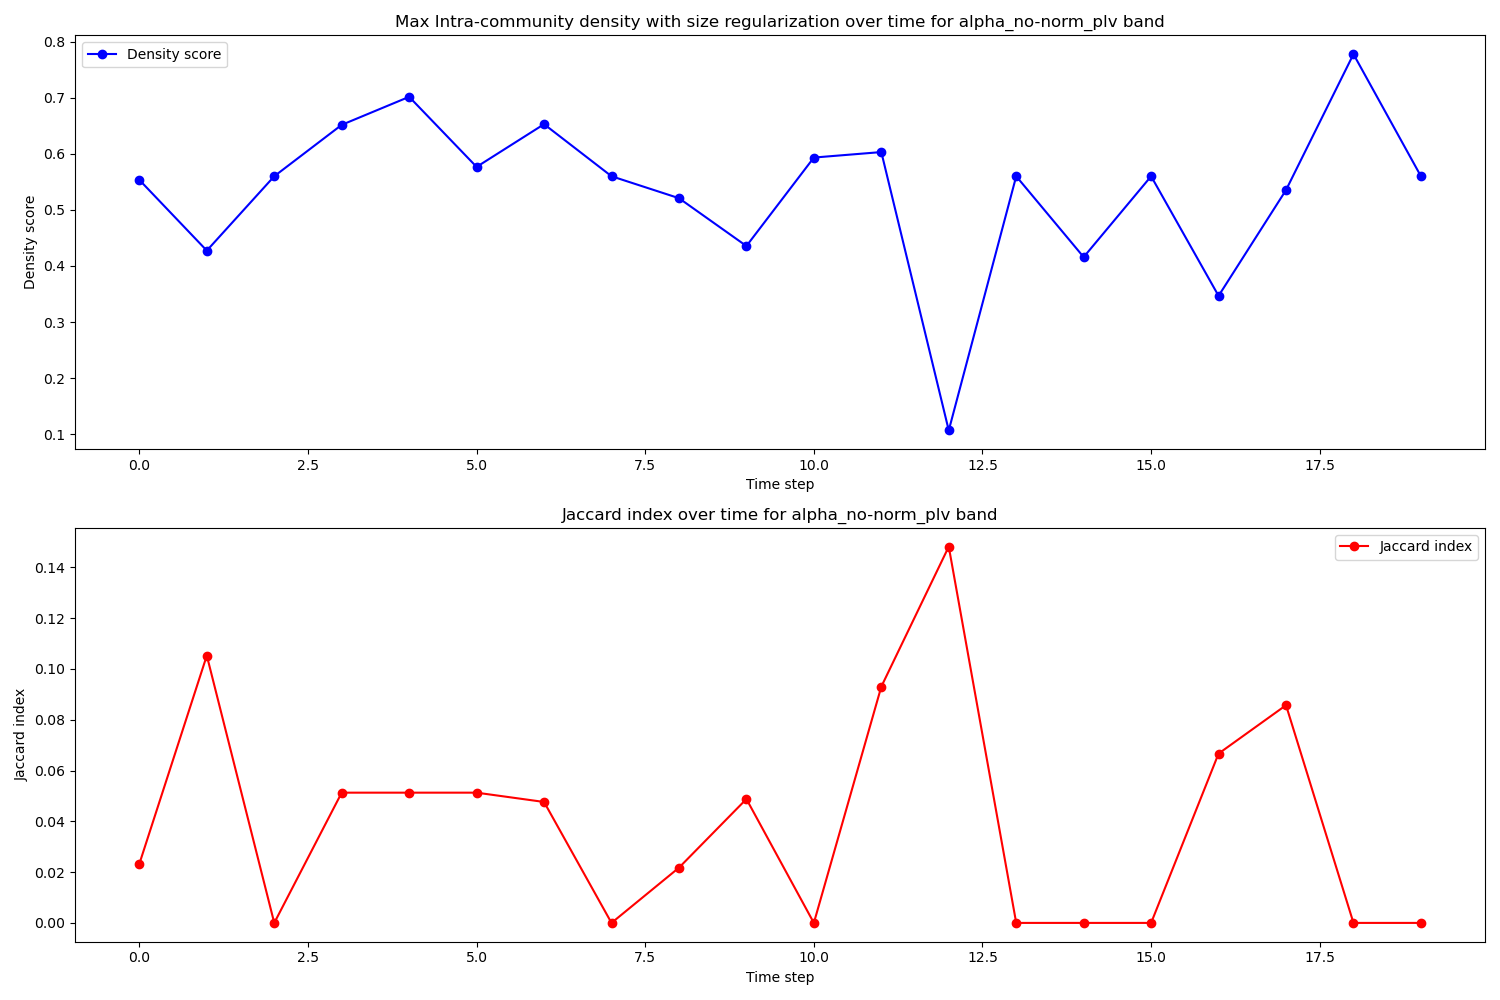 Max Intra-community density with size regularization over time for alpha_no-norm_plv band
Density score
0.8
0.7
0.6
0.5
0.4
0.3
0.2
0.1
Density score
0.0 2.5 5.0 7.5 10.0 12.5 15.0 17.5
Time step
Jaccard index over time for alpha_no-norm_plv band
Jaccard index
0.14
0.12
0.10
0.08
0.06
0.04
0.02
0.00
Jaccard index
0.0 2.5 5.0 7.5 10.0 12.5 15.0 17.5
Time step